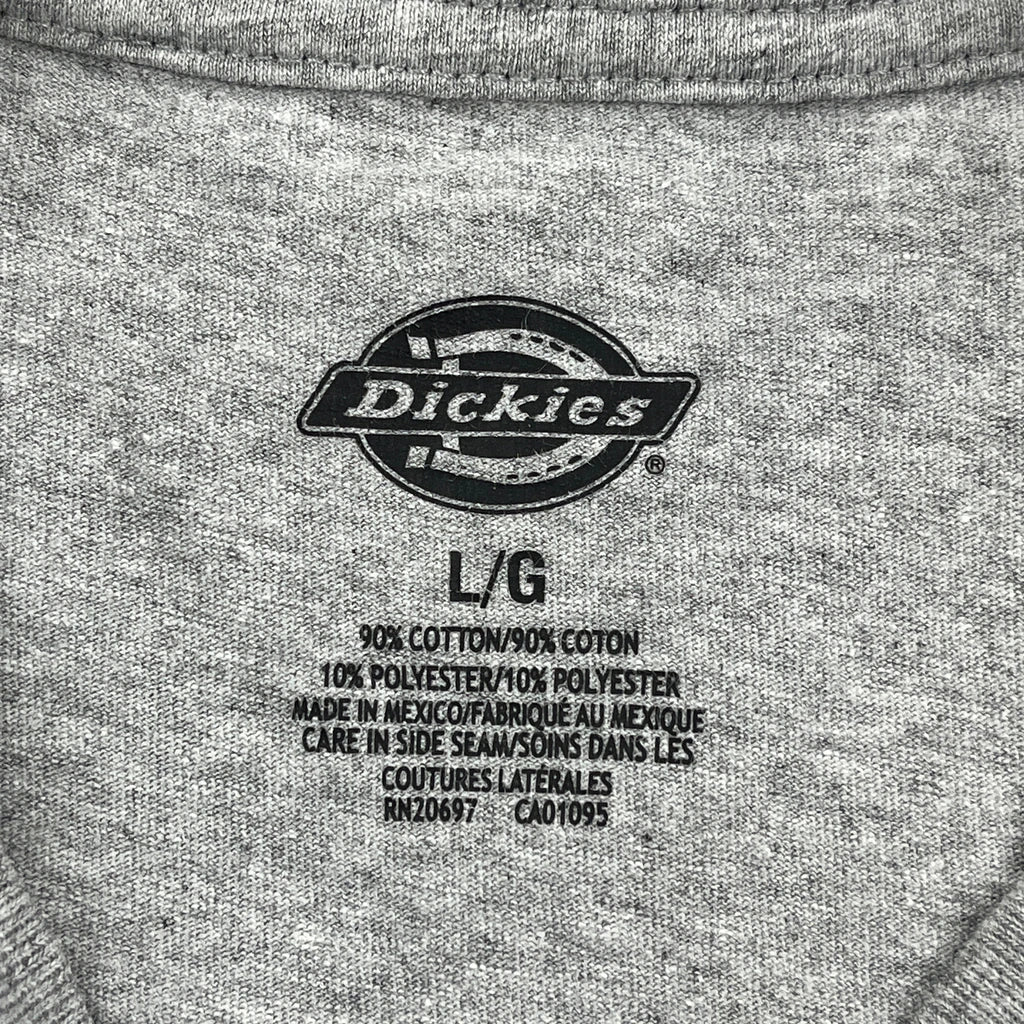 Dickies®
L/G
90% COTTON/90% COTON
10% POLYESTER/10% POLYESTER
MADE IN MEXICO/FABRIQUÉ AU MEXIQUE
CARE IN SIDE SEAM/SOINS DANS LES
COUTURES LATÉRALES
RN20697 CA01095